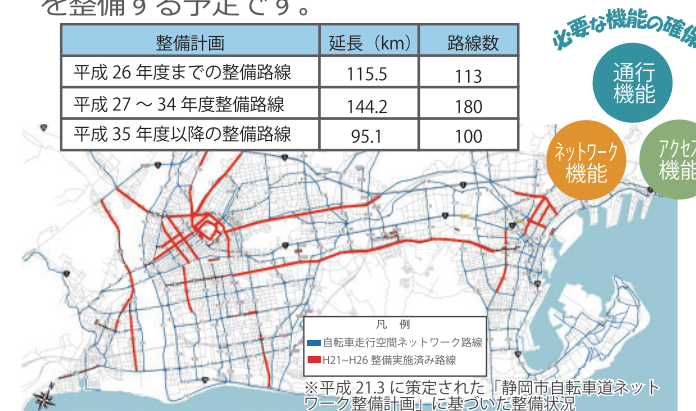 を整備する予定です。
整備計画 延長（km） 路線数
平成 26 年度までの整備路線 115.5 113
平成 27 ～ 34 年度整備路線 144.2 180
平成 35 年度以降の整備路線 95.1 100
必要な機能の確保
通行
機能
ネットワーク
機能
アクセス
機能
凡 例
自転車走行空間ネットワーク路線
H21~H26 整備実施済み路線
※平成 21.3 に策定された「静岡市自転車道ネット
ワーク整備計画」に基づいた整備状況